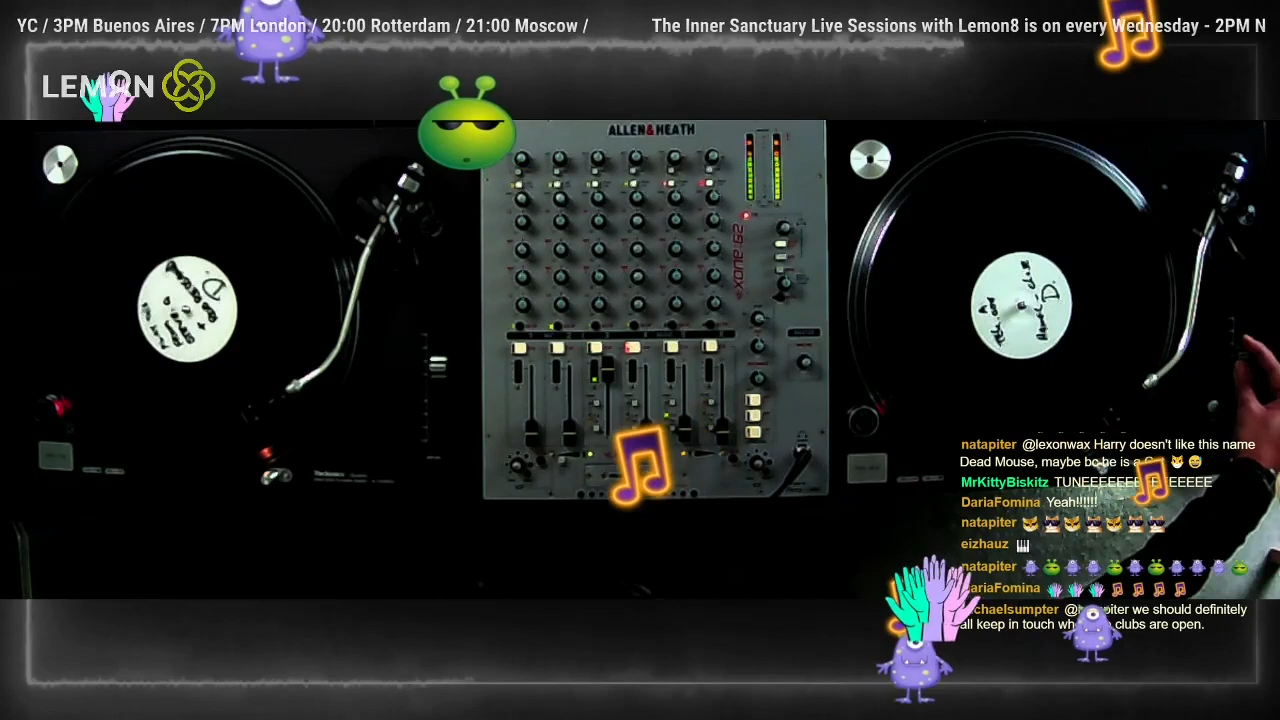 YC / 3PM Buenos Aires / 7PM London / 20:00 Rotterdam / 21:00 Moscow / The Inner Sanctuary Live Sessions with Lemon8 is on every Wednesday - 2PM N
LEMON
ALLEN&HEATH
XONE:62
Technics
natapiter @lexonwax Harry doesn't like this name
Dead Mouse, maybe bc he is a
MrKittyBiskitz
DariaFomina Yeah!!!!!!
natapiter
eizhauz
natapiter
DariaFomina
michaelsumpter we should definitely
all keep in touch clubs are open.